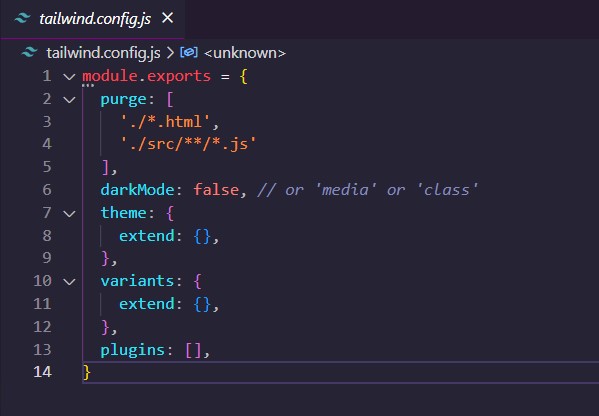 tailwind.config.js
tailwind.config.js > <unknown>
1 module.exports = {
2 purge: [
3 './*.html',
4 './src/**/*.js'
5 ],
6 darkMode: false, // or 'media' or 'class'
7 theme: {
8 extend: {},
9 },
10 variants: {
11 extend: {},
12 },
13 plugins: [],
14 }